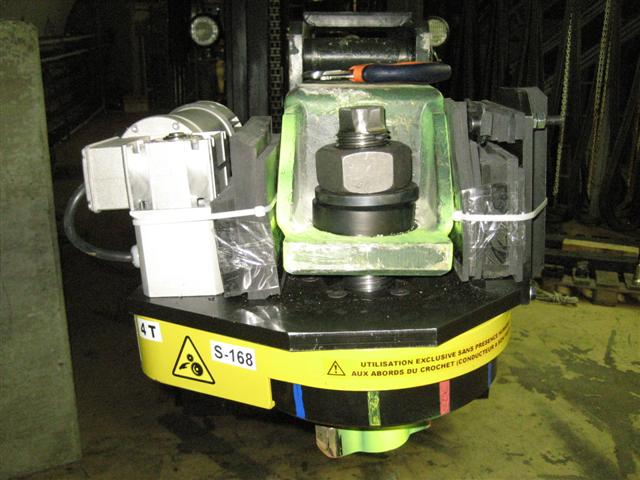 4 T
S-168
UTILISATION EXCLUSIVE SANS PRESENCE
AUX ABORDS DU CROCHET (CONDUCTEUR